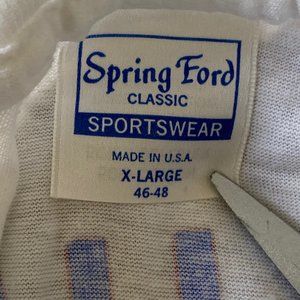 Spring Ford
CLASSIC
SPORTSWEAR
MADE IN U.S.A.
X-LARGE
46-48